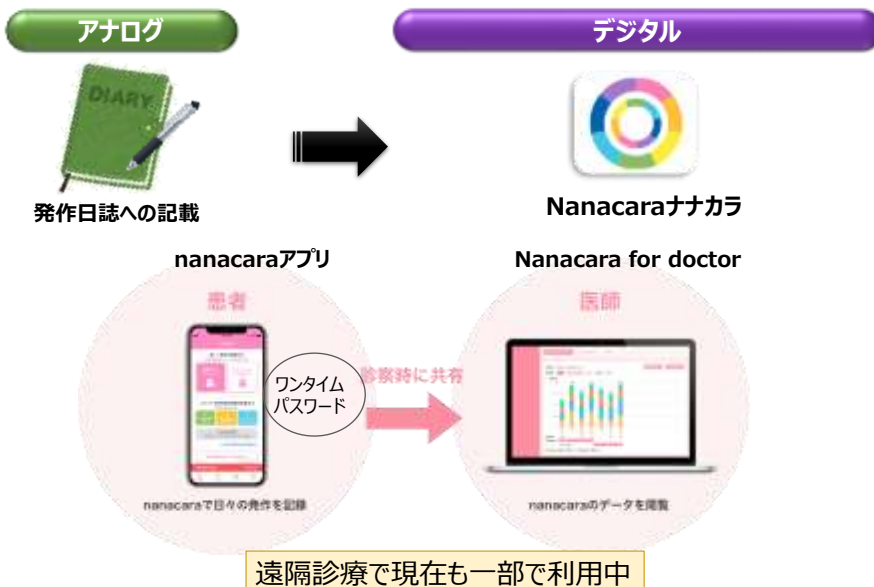 アナログ
デジタル
DIARY
発作日誌への記載
Nanacaraナナカラ
nanacaraアプリ
Nanacara for doctor
患者
医師
ワンタイム
パスワード
診察時に共有
nanacaraで日々の発作を記録
nanacaraのデータを閲覧
遠隔診療で現在も一部で利用中